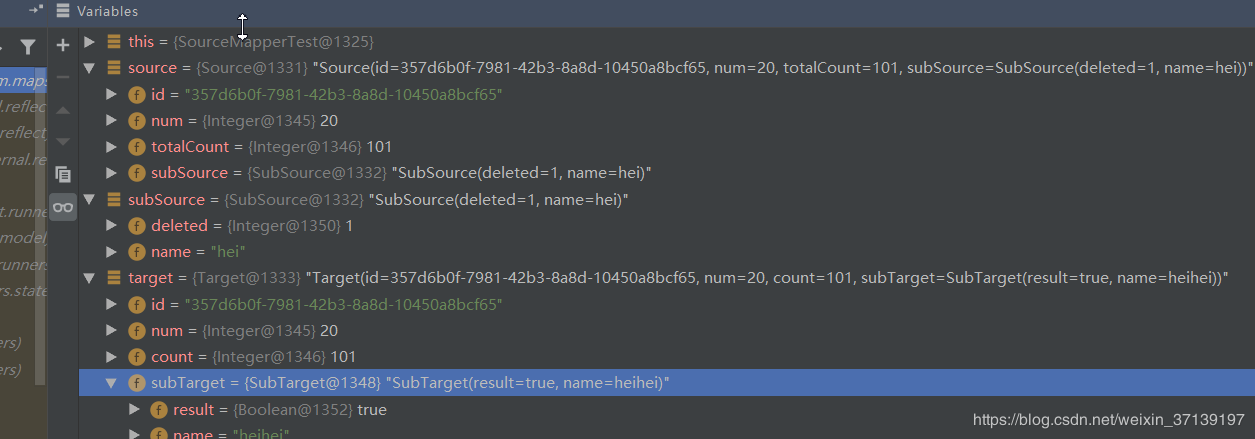 Variables
this = {SourceMapperTest@1325}
source = {Source@1331} "Source(id=357d6b0f-7981-42b3-8a8d-10450a8bcf65, num=20, totalCount=101, subSource=SubSource(deleted=1, name=hei))"
m.maps
f id = "357d6b0f-7981-42b3-8a8d-10450a8bcf65"
l.reflec
f num = {Integer@1345} 20
reflect
f totalCount = {Integer@1346} 101
ernal.re
f subSource = {SubSource@1332} "SubSource(deleted=1, name=hei)"
subSource = {SubSource@1332} "SubSource(deleted=1, name=hei)"
t.runne
f deleted = {Integer@1350} 1
model,
f name = "hei"
runners
target = {Target@1333} "Target(id=357d6b0f-7981-42b3-8a8d-10450a8bcf65, num=20, count=101, subTarget=SubTarget(result=true, name=heihei))"
rs.state
f id = "357d6b0f-7981-42b3-8a8d-10450a8bcf65"
f num = {Integer@1345} 20
ers)
f count = {Integer@1346} 101
ers)
f subTarget = {SubTarget@1348} "SubTarget(result=true, name=heihei)"
f result = {Boolean@1352} true
f name = "heihei"
https://blog.csdn.net/weixin_37139197